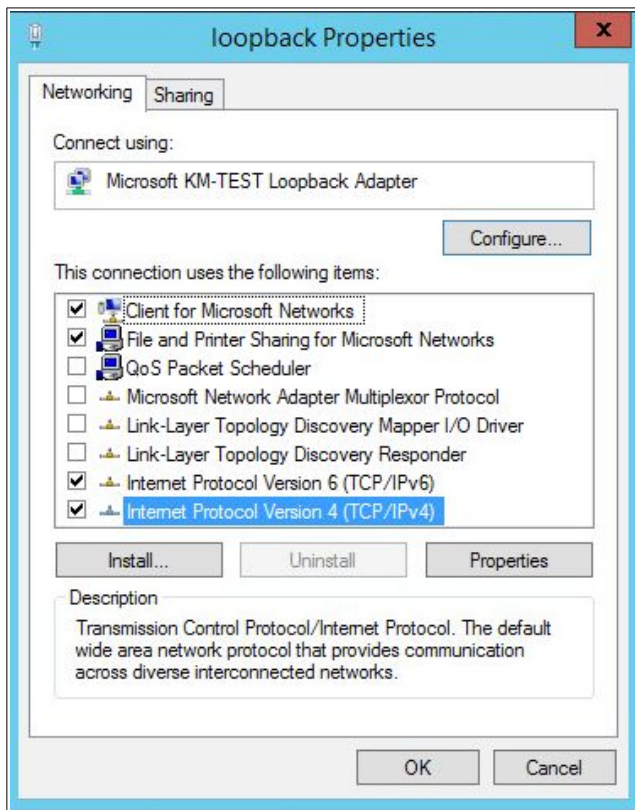 loopback Properties
x
Networking
Sharing
Connect using:
Microsoft KM-TEST Loopback Adapter
Configure...
This connection uses the following items:
Client for Microsoft Networks
File and Printer Sharing for Microsoft Networks
QoS Packet Scheduler
Microsoft Network Adapter Multiplexor Protocol
Link-Layer Topology Discovery Mapper I/O Driver
Link-Layer Topology Discovery Responder
Internet Protocol Version 6 (TCP/IPv6)
Internet Protocol Version 4 (TCP/IPv4)
Install...
Uninstall
Properties
Description
Transmission Control Protocol/Internet Protocol. The default
wide area network protocol that provides communication
across diverse interconnected networks.
OK
Cancel